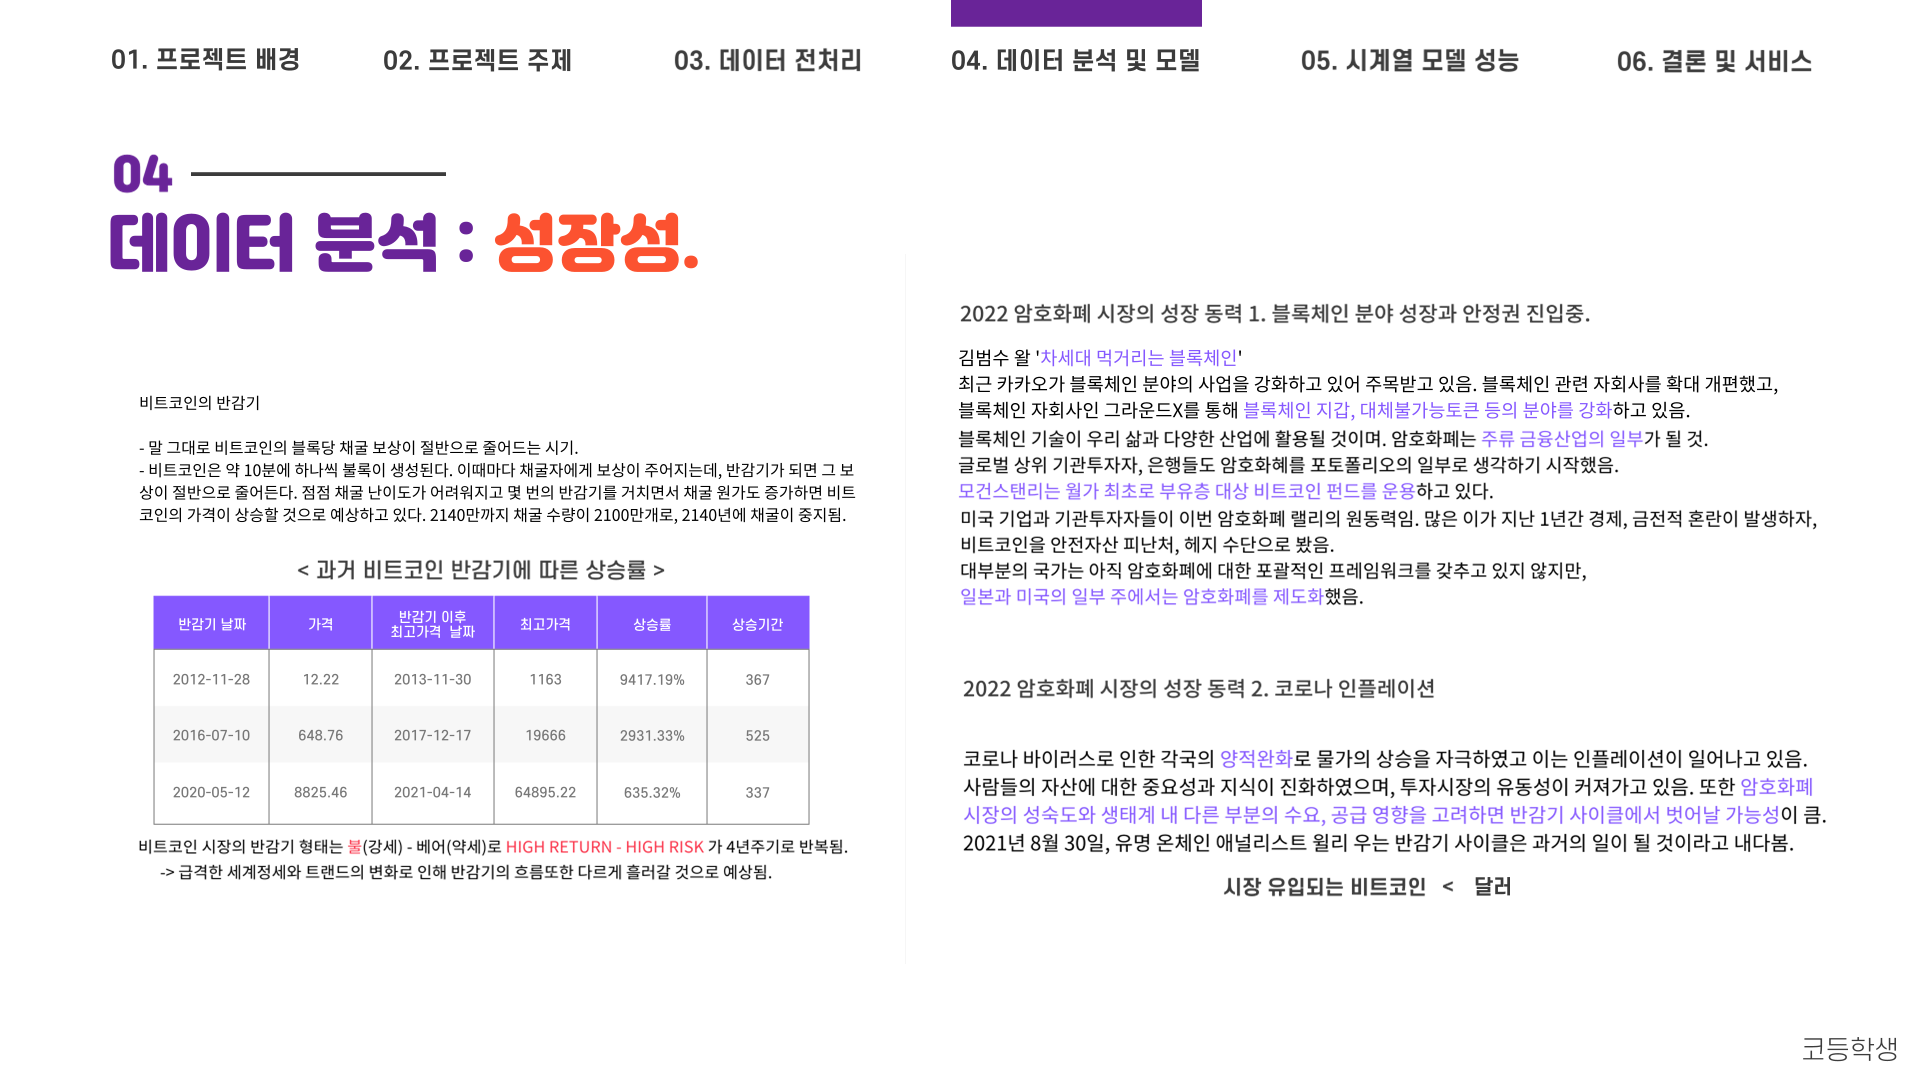 01. 프로젝트 배경
02. 프로젝트 주제
03. 데이터 전처리
04. 데이터 분석 및 모델
05. 시계열 모델 성능
06. 결론 및 서비스
04
데이터 분석 : 성장성.
비트코인의 반감기
- 말 그대로 비트코인의 블록당 채굴 보상이 절반으로 줄어드는 시기.
- 비트코인은 약 10분에 하나씩 블록이 생성된다. 이때마다 채굴자에게 보상이 주어지는데, 반감기가 되면 그 보
상이 절반으로 줄어든다. 점점 채굴 난이도가 어려워지고 몇 번의 반감기를 거치면서 채굴 원가도 증가하면 비트
코인의 가격이 상승할 것으로 예상하고 있다. 2140만까지 채굴 수량이 2100만개로, 2140년에 채굴이 중지됨.
< 과거 비트코인 반감기에 따른 상승률 >
반감기 날짜 가격 반감기 이후 최고가격 날짜 최고가격 상승률 상승기간
2012-11-28 12.22 2013-11-30 1163 9417.19% 367
2016-07-10 648.76 2017-12-17 19666 2931.33% 525
2020-05-12 8825.46 2021-04-14 64895.22 635.32% 337
비트코인 시장의 반감기 형태는 불(강세) - 베어(약세)로 HIGH RETURN - HIGH RISK 가 4년주기로 반복됨.
-> 급격한 세계정세와 트랜드의 변화로 인해 반감기의 흐름또한 다르게 흘러갈 것으로 예상됨.
2022 암호화폐 시장의 성장 동력 1. 블록체인 분야 성장과 안정권 진입중.
김범수 왈 '차세대 먹거리는 블록체인'
최근 카카오가 블록체인 분야의 사업을 강화하고 있어 주목받고 있음. 블록체인 관련 자회사를 확대 개편했고,
블록체인 자회사인 그라운드X를 통해 블록체인 지갑, 대체불가능토큰 등의 분야를 강화하고 있음.
블록체인 기술이 우리 삶과 다양한 산업에 활용될 것이며. 암호화폐는 주류 금융산업의 일부가 될 것.
글로벌 상위 기관투자자, 은행들도 암호화혜를 포토폴리오의 일부로 생각하기 시작했음.
모건스탠리는 월가 최초로 부유층 대상 비트코인 펀드를 운용하고 있다.
미국 기업과 기관투자자들이 이번 암호화폐 랠리의 원동력임. 많은 이가 지난 1년간 경제, 금전적 혼란이 발생하자,
비트코인을 안전자산 피난처, 헤지 수단으로 봤음.
대부분의 국가는 아직 암호화폐에 대한 포괄적인 프레임워크를 갖추고 있지 않지만,
일본과 미국의 일부 주에서는 암호화폐를 제도화했음.
2022 암호화폐 시장의 성장 동력 2. 코로나 인플레이션
코로나 바이러스로 인한 각국의 양적완화로 물가의 상승을 자극하였고 이는 인플레이션이 일어나고 있음.
사람들의 자산에 대한 중요성과 지식이 진화하였으며, 투자시장의 유동성이 커져가고 있음. 또한 암호화폐
시장의 성숙도와 생태계 내 다른 부분의 수요, 공급 영향을 고려하면 반감기 사이클에서 벗어날 가능성이 큼.
2021년 8월 30일, 유명 온체인 애널리스트 윌리 우는 반감기 사이클은 과거의 일이 될 것이라고 내다봄.
시장 유입되는 비트코인 < 달러
코등학생